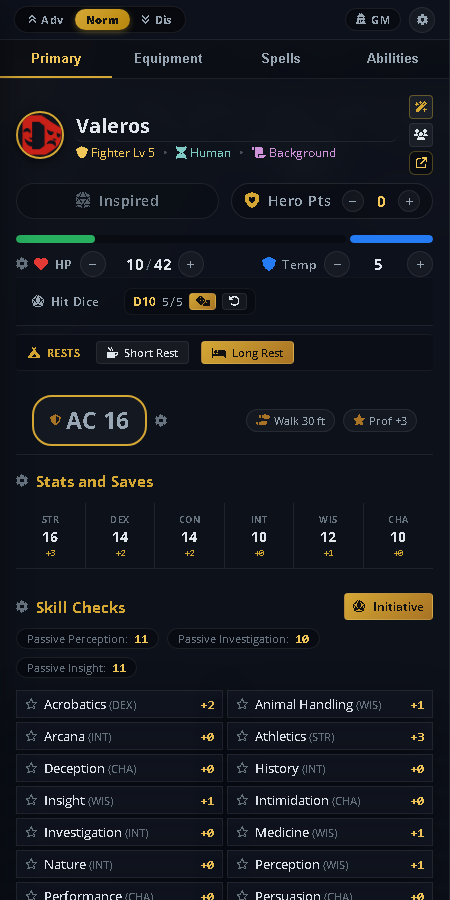 Adv Norm Dis GM
Primary Equipment Spells Abilities
Valeros
Fighter Lv 5 • Human • Background
Inspired Hero Pts − 0 +
HP − 10 / 42 + Temp − 5 +
Hit Dice D10 5/5
RESTS Short Rest Long Rest
AC 16 Walk 30 ft Prof +3
Stats and Saves
STR DEX CON INT WIS CHA
16 14 14 10 12 10
+3 +2 +2 +0 +1 +0
Skill Checks Initiative
Passive Perception: 11 Passive Investigation: 10
Passive Insight: 11
Acrobatics (DEX) +2 Animal Handling (WIS) +1
Arcana (INT) +0 Athletics (STR) +3
Deception (CHA) +0 History (INT) +0
Insight (WIS) +1 Intimidation (CHA) +0
Investigation (INT) +0 Medicine (WIS) +1
Nature (INT) +0 Perception (WIS) +1
Performance (CHA) +0 Persuasion (CHA) +0